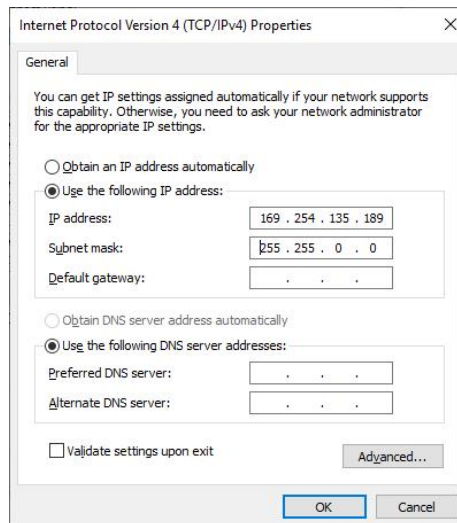 Internet Protocol Version 4 (TCP/IPv4) Properties
General
You can get IP settings assigned automatically if your network supports
this capability. Otherwise, you need to ask your network administrator
for the appropriate IP settings.
Obtain an IP address automatically
Use the following IP address:
IP address: 169 . 254 . 135 . 189
Subnet mask: 255 . 255 . 0 . 0
Default gateway: . . .
Obtain DNS server address automatically
Use the following DNS server addresses:
Preferred DNS server: . . .
Alternate DNS server: . . .
Validate settings upon exit
Advanced...
OK Cancel